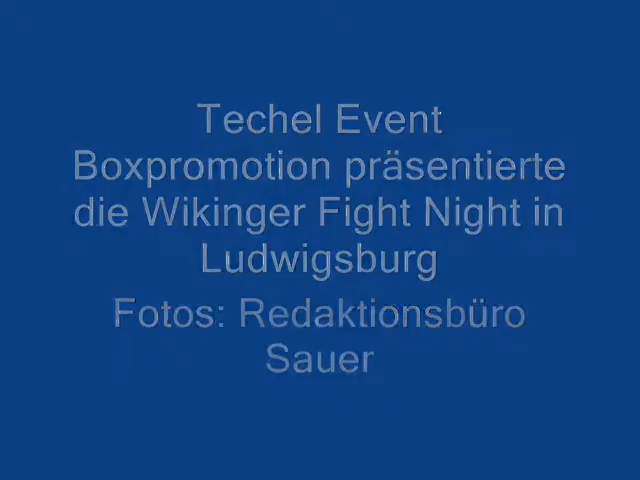 Techel Event
Boxpromotion präsentierte
die Wikinger Fight Night in
Ludwigsburg
Fotos: Redaktionsbüro
Sauer